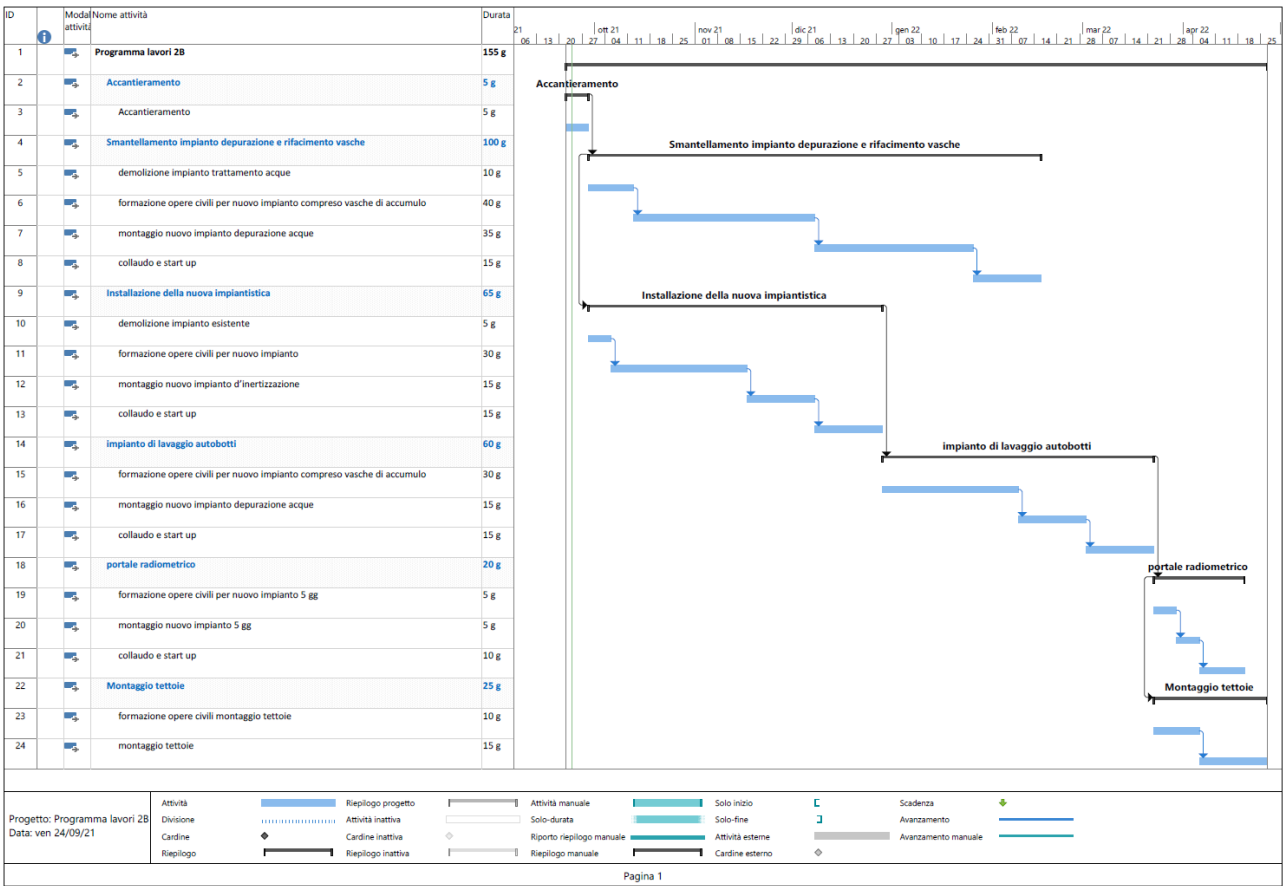 ID Modal attività Nome attività Durata
21 ott 21 nov 21 dic 21 gen 22 feb 22 mar 22 apr 22
06 13 20 27 04 11 18 25 01 08 15 22 29 06 13 20 27 03 10 17 24 31 07 14 21 28 07 14 21 28 04 11 18 25
1 Programma lavori 2B 155 g
2 Accantieramento 5 g
Accantieramento
3 Accantieramento 5 g
4 Smantellamento impianto depurazione e rifacimento vasche 100 g
Smantellamento impianto depurazione e rifacimento vasche
5 demolizione impianto trattamento acque 10 g
6 formazione opere civili per nuovo impianto compreso vasche di accumulo 40 g
7 montaggio nuovo impianto depurazione acque 35 g
8 collaudo e start up 15 g
9 Installazione della nuova impiantistica 65 g
Installazione della nuova impiantistica
10 demolizione impianto esistente 5 g
11 formazione opere civili per nuovo impianto 30 g
12 montaggio nuovo impianto d'inertizzazione 15 g
13 collaudo e start up 15 g
14 impianto di lavaggio autobotti 60 g
impianto di lavaggio autobotti
15 formazione opere civili per nuovo impianto compreso vasche di accumulo 30 g
16 montaggio nuovo impianto depurazione acque 15 g
17 collaudo e start up 15 g
18 portale radiometrico 20 g
portale radiometrico
19 formazione opere civili per nuovo impianto 5 gg 5 g
20 montaggio nuovo impianto 5 gg 5 g
21 collaudo e start up 10 g
22 Montaggio tettoie 25 g
Montaggio tettoie
23 formazione opere civili montaggio tettoie 10 g
24 montaggio tettoie 15 g
Progetto: Programma lavori 2B
Data: ven 24/09/21
Attività Riepilogo progetto Attività manuale Solo inizio Scadenza
Divisione Attività inattiva Solo-durata Solo-fine Avanzamento
Cardine Cardine inattiva Riporto riepilogo manuale Attività esterne Avanzamento manuale
Riepilogo Riepilogo inattiva Riepilogo manuale Cardine esterno
Pagina 1